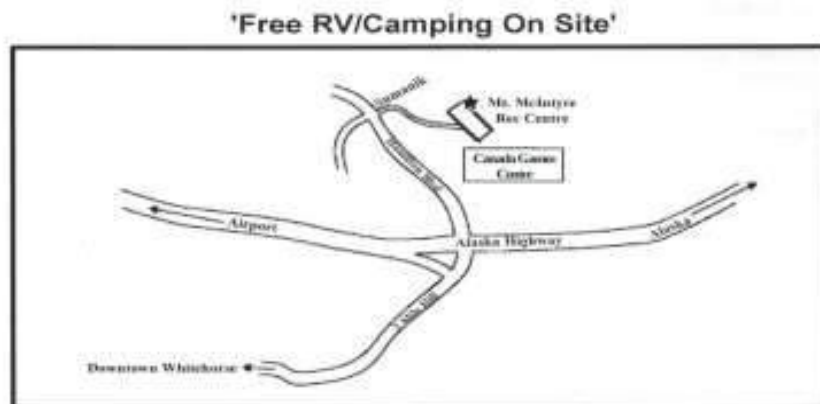 'Free RV/Camping On Site'
Mt. McIntyre
Rec Centre
Canada Games
Centre
Airport
Alaska Highway
Alaska
Downtown Whitehorse